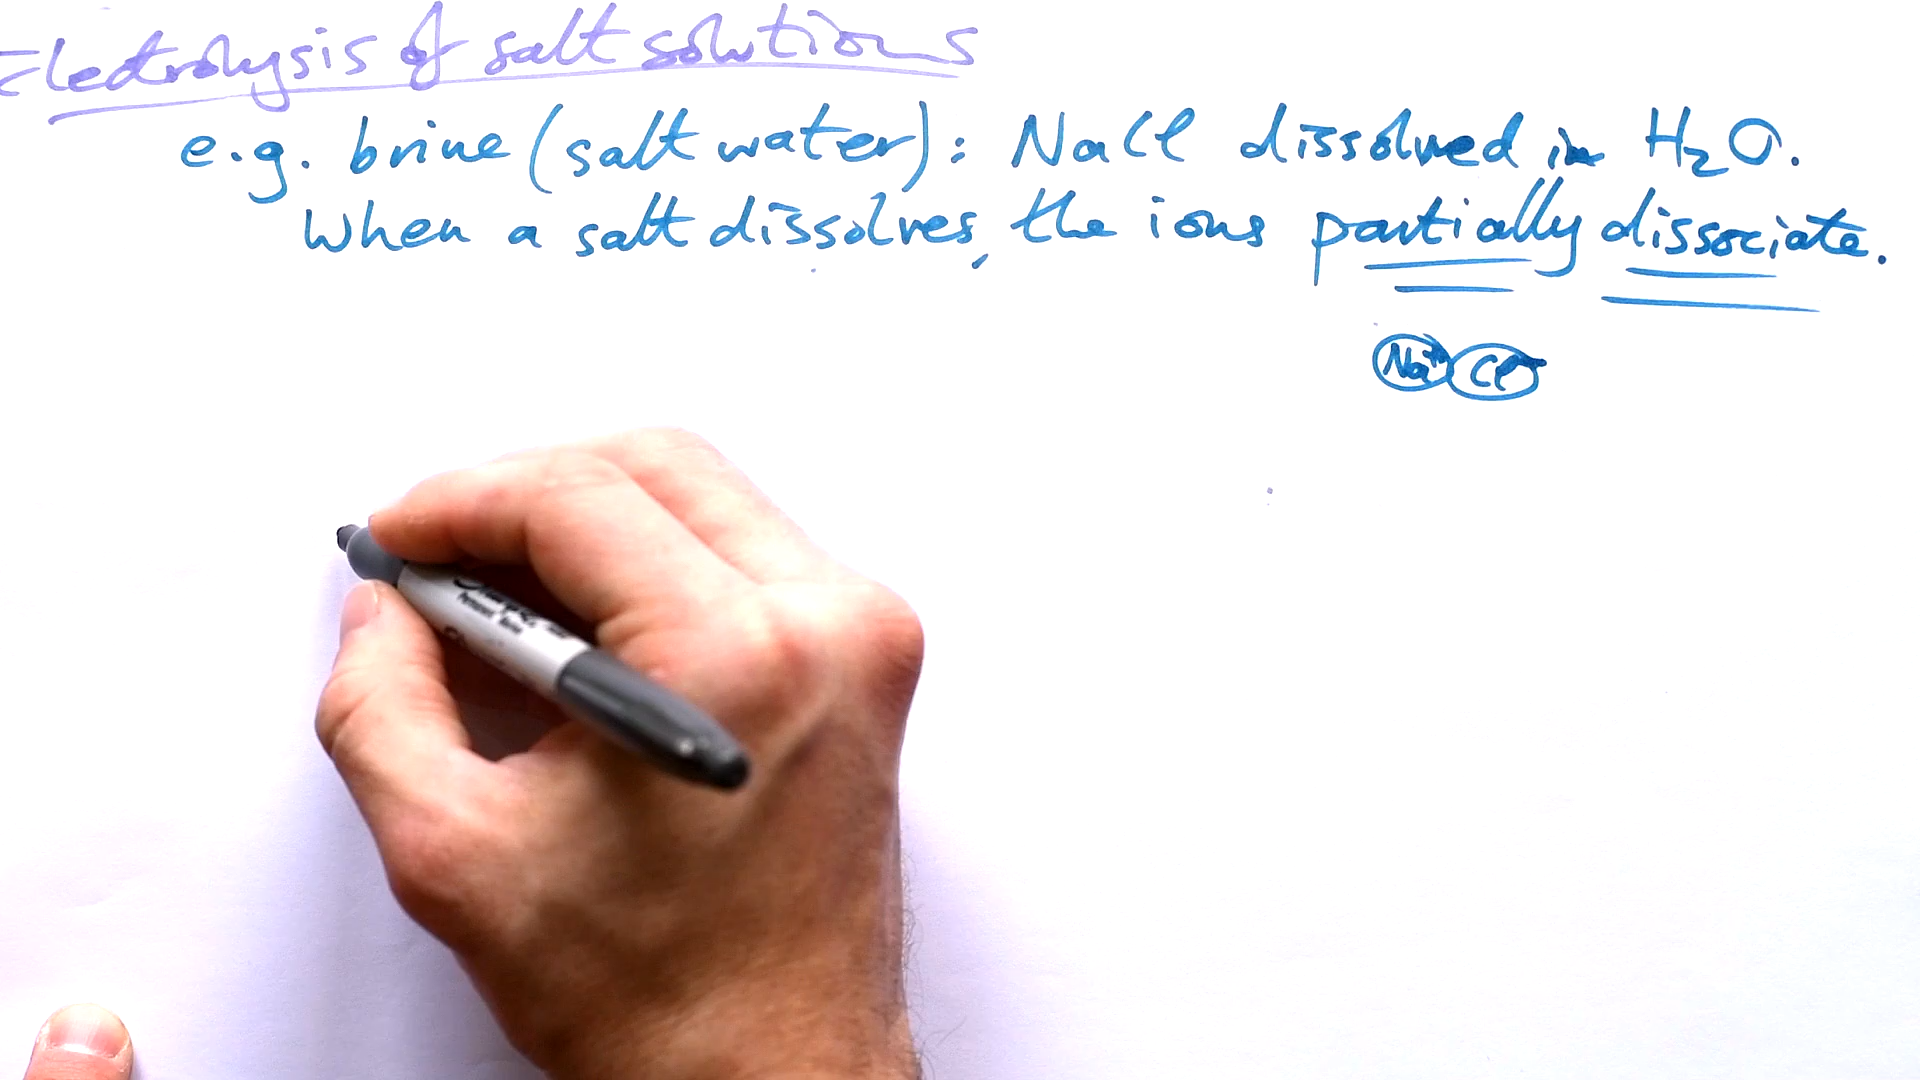 Electrolysis of salt solutions
e.g. brine (salt water): NaCl dissolved in H₂O.
When a salt dissolves, the ions partially dissociate.
Na⁺ Cl⁻